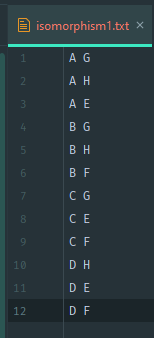 isomorphism1.txt ×
1 A G
2 A H
3 A E
4 B G
5 B H
6 B F
7 C G
8 C E
9 C F
10 D H
11 D E
12 D F